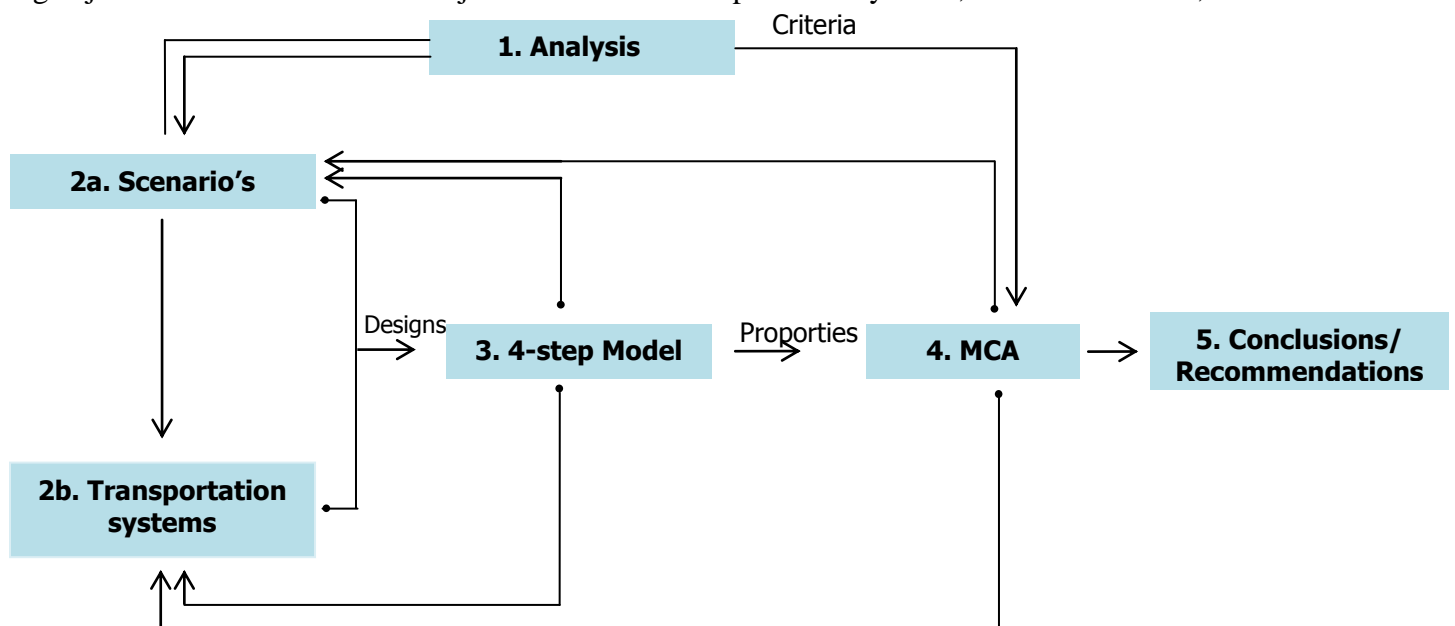 Criteria
1. Analysis
2a. Scenario's
Designs
3. 4-step Model
Proporties
4. MCA
5. Conclusions/
Recommendations
2b. Transportation
systems